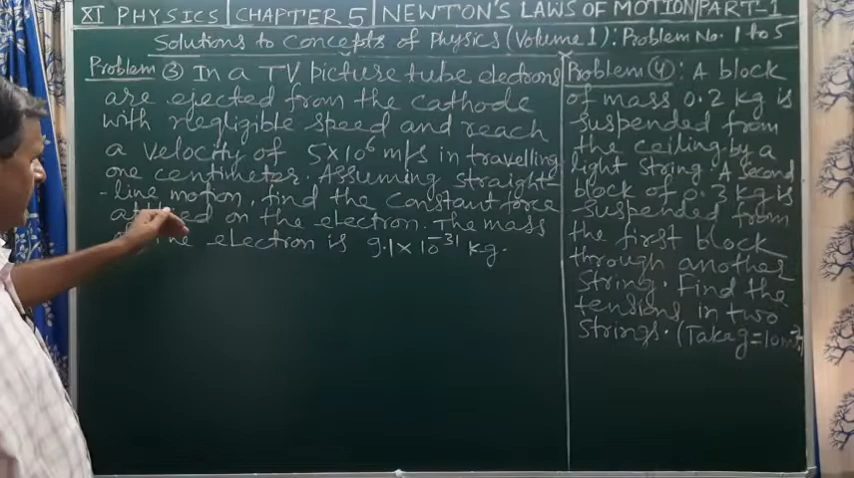 XI PHYSICS | CHAPTER 5 | NEWTON'S LAWS OF MOTION | PART-1
Solutions to Concepts of Physics (Volume 1): Problem No. 1 to 5
Problem ③ In a TV picture tube electrons
are ejected from the cathode
with negligible speed and reach
a velocity of 5×10⁶ m/s in travelling
one centimeter. Assuming straight-
-line motion, find the constant force
on the electron. The mass
electron is 9.1×10⁻³¹ kg.
Problem ④: A block
of mass 0.2 kg is
suspended from
the ceiling by a
light string. A second
block of 0.3 kg is
suspended from
the first block
through another
string. Find the
tensions in two
strings. (Take g=10